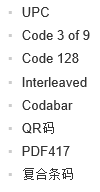 UPC
Code 3 of 9
Code 128
Interleaved
Codabar
QR码
PDF417
复合条码